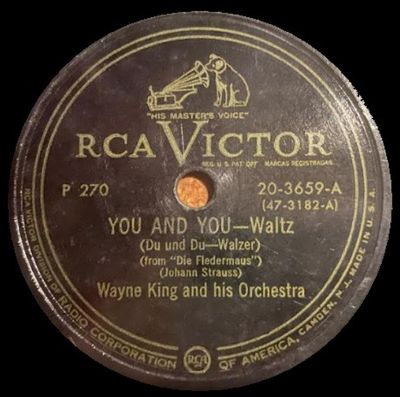 "HIS MASTER'S VOICE"
RCA VICTOR
REG. U.S. PAT. OFF. MARCAS REGISTRADAS
P 270
20-3659-A
(47-3182-A)
YOU AND YOU—Waltz
(Du und Du—Walzer)
(from "Die Fledermaus")
(Johann Strauss)
Wayne King and his Orchestra
RCA VICTOR DIVISION OF RADIO CORPORATION OF AMERICA, CAMDEN, N. J. MADE IN U. S. A.
RCA